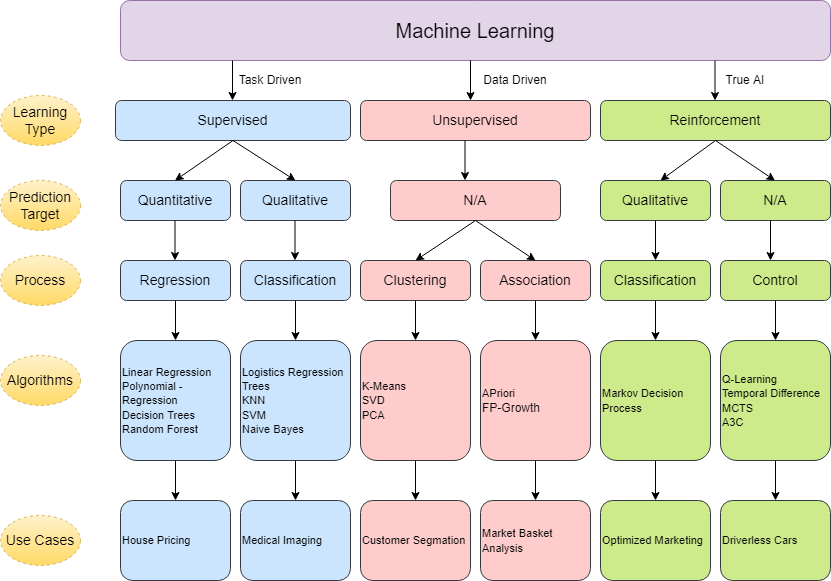 Machine Learning
Task Driven
Data Driven
True AI
Learning
Type
Supervised
Unsupervised
Reinforcement
Prediction
Target
Quantitative
Qualitative
N/A
Qualitative
N/A
Process
Regression
Classification
Clustering
Association
Classification
Control
Algorithms
Linear Regression
Polynomial -
Regression
Decision Trees
Random Forest
Logistics Regression
Trees
KNN
SVM
Naive Bayes
K-Means
SVD
PCA
APriori
FP-Growth
Markov Decision
Process
Q-Learning
Temporal Difference
MCTS
A3C
Use Cases
House Pricing
Medical Imaging
Customer Segmation
Market Basket
Analysis
Optimized Marketing
Driverless Cars